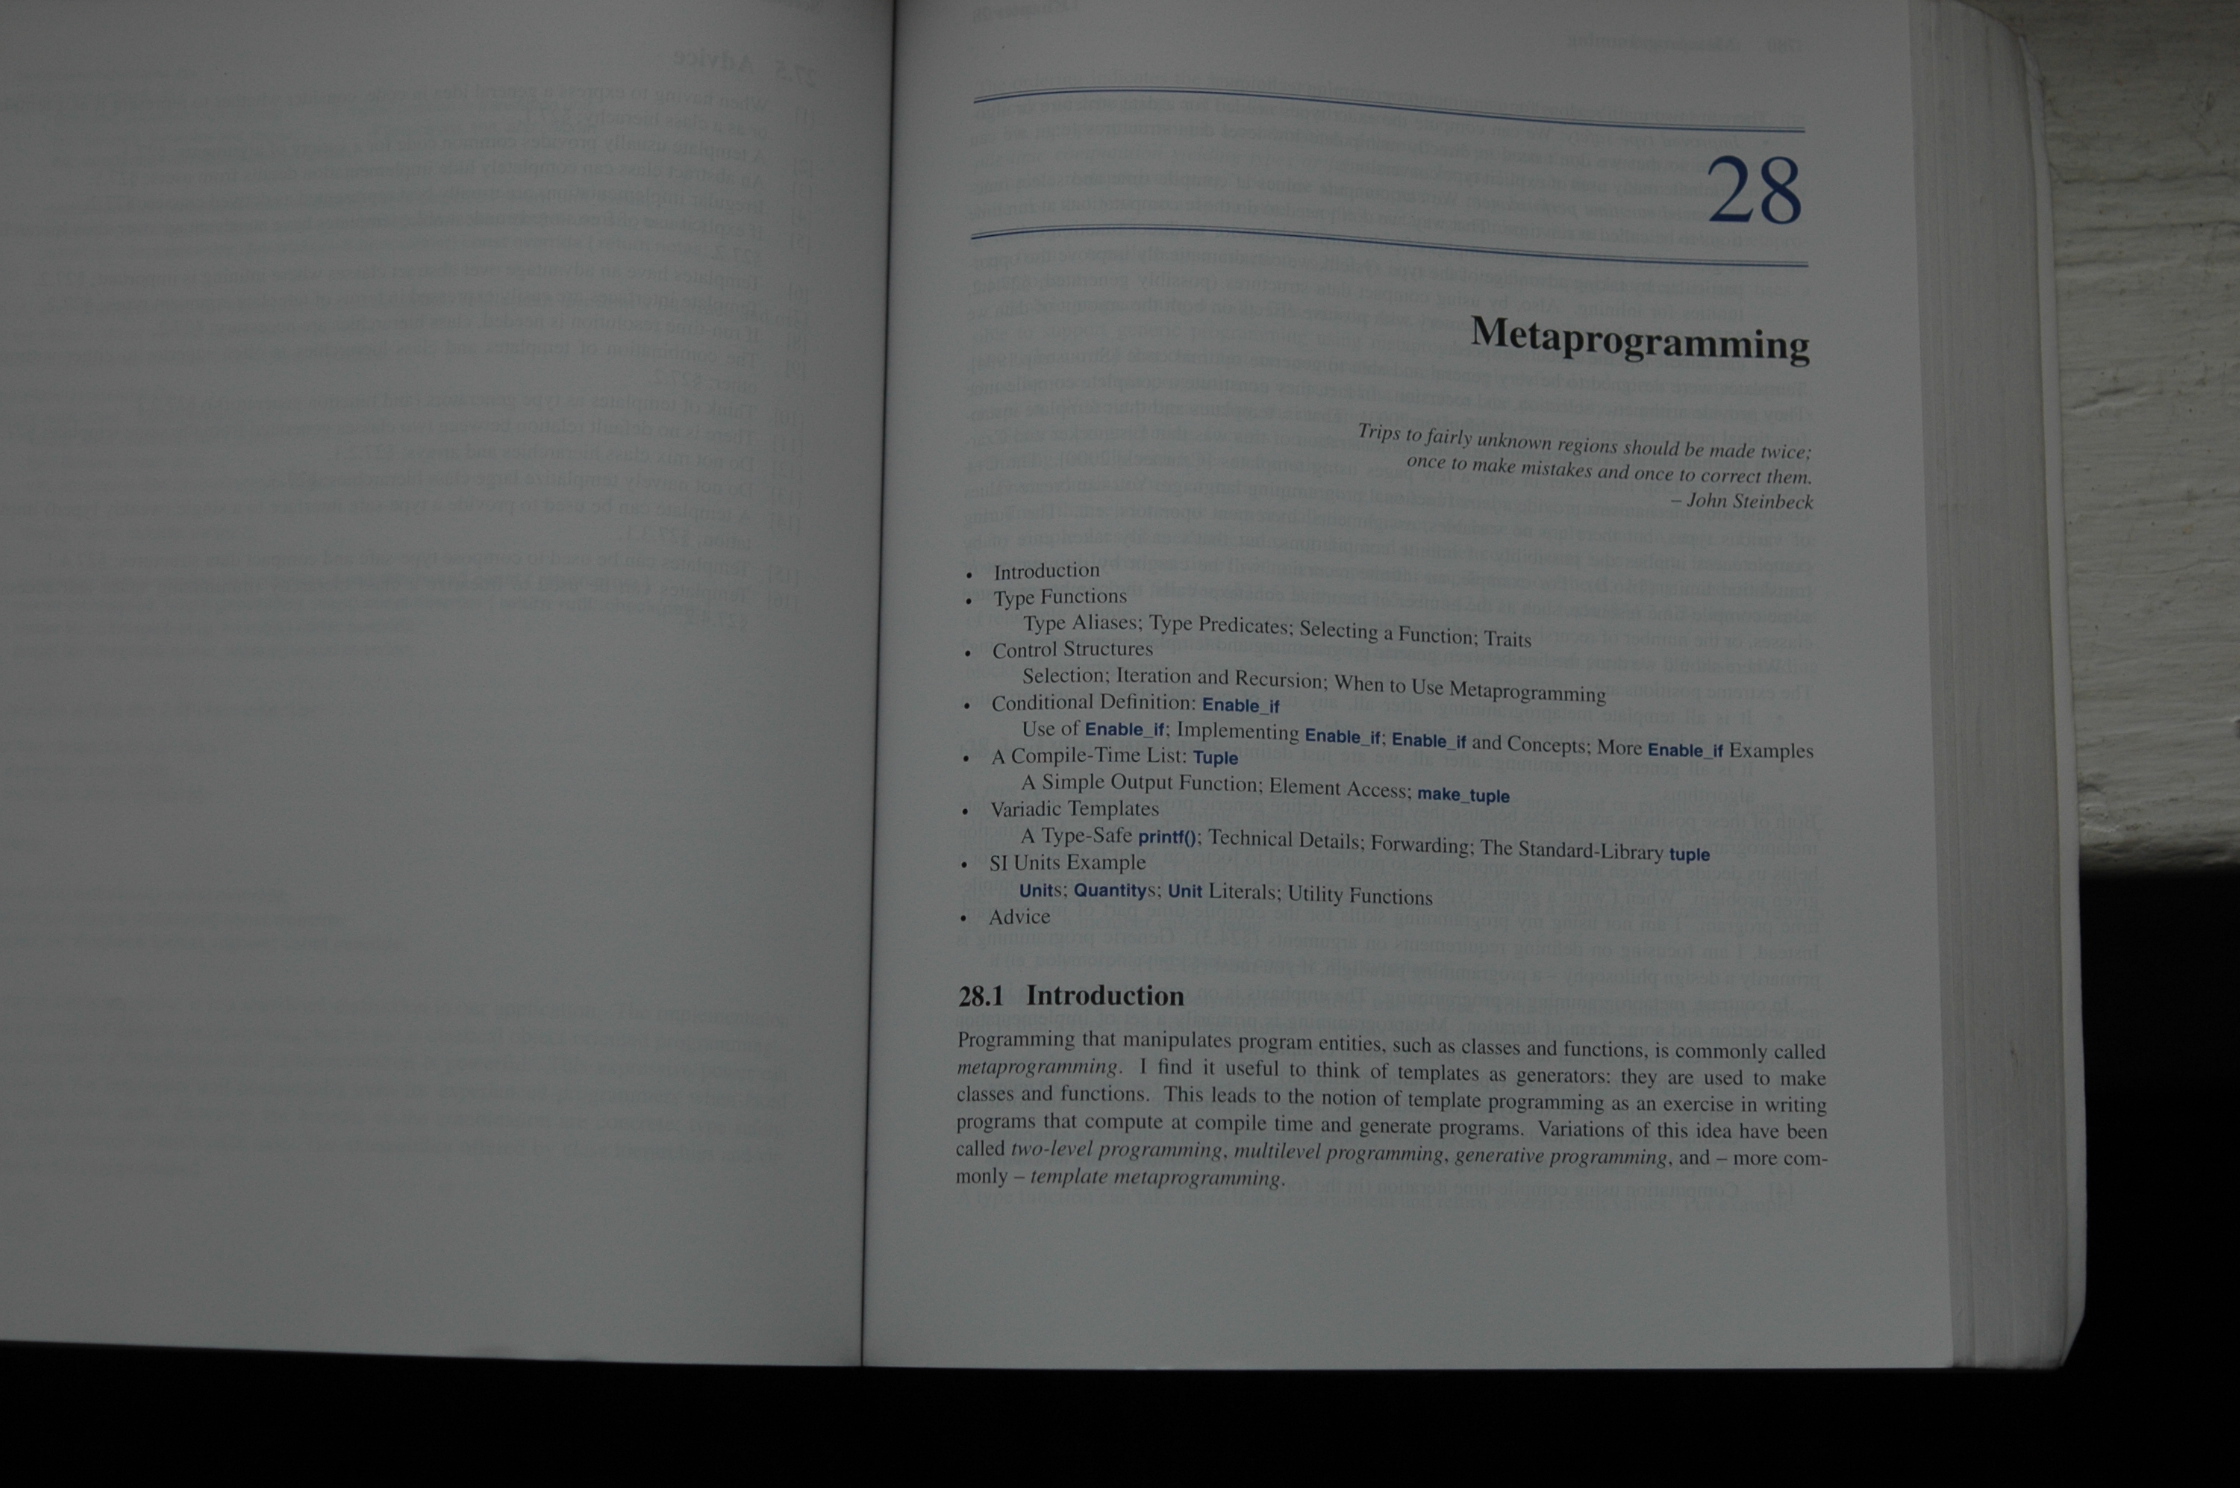 28
Metaprogramming
Trips to fairly unknown regions should be made twice;
once to make mistakes and once to correct them.
– John Steinbeck
• Introduction
• Type Functions
Type Aliases; Type Predicates; Selecting a Function; Traits
• Control Structures
Selection; Iteration and Recursion; When to Use Metaprogramming
• Conditional Definition: Enable_if
Use of Enable_if; Implementing Enable_if; Enable_if and Concepts; More Enable_if Examples
• A Compile-Time List: Tuple
A Simple Output Function; Element Access; make_tuple
• Variadic Templates
A Type-Safe printf(); Technical Details; Forwarding; The Standard-Library tuple
• SI Units Example
Units; Quantitys; Unit Literals; Utility Functions
• Advice
28.1 Introduction
Programming that manipulates program entities, such as classes and functions, is commonly called
metaprogramming. I find it useful to think of templates as generators: they are used to make
classes and functions. This leads to the notion of template programming as an exercise in writing
programs that compute at compile time and generate programs. Variations of this idea have been
called two-level programming, multilevel programming, generative programming, and – more com-
monly – template metaprogramming.